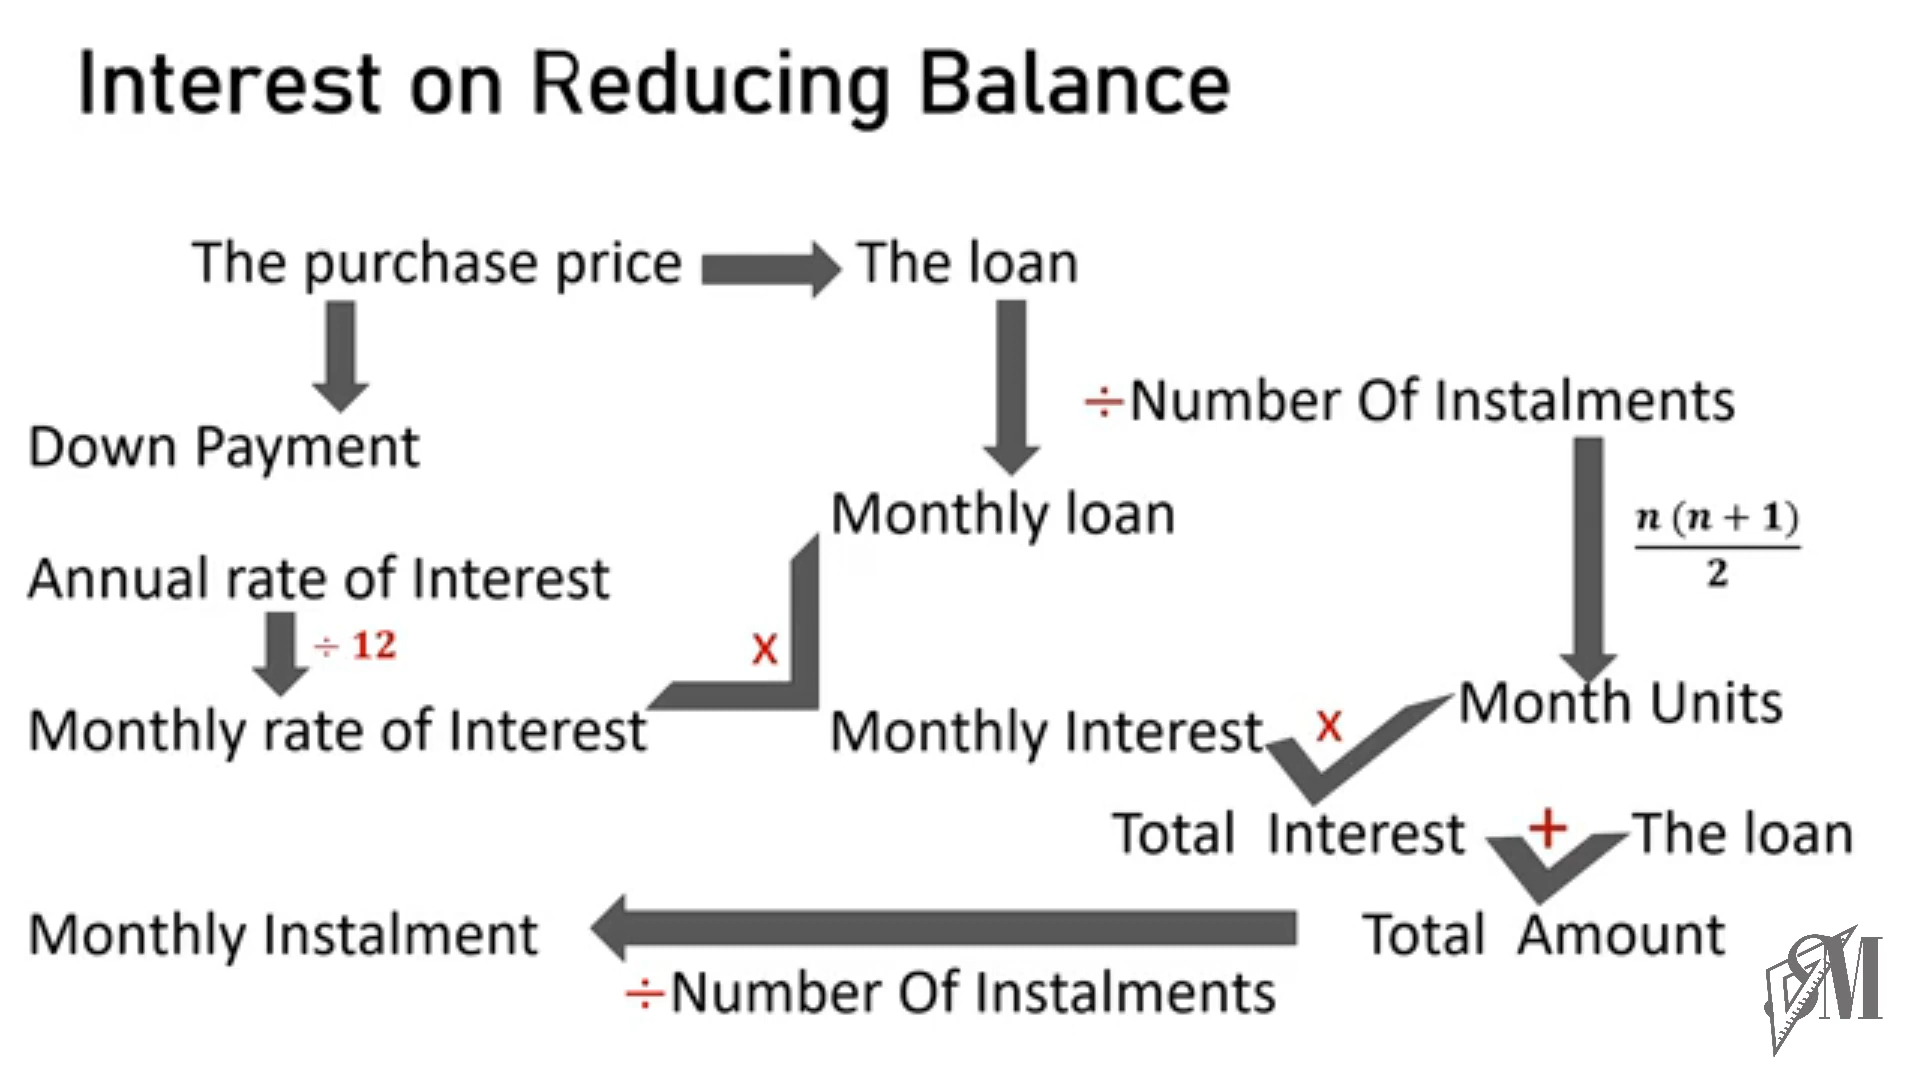 Interest on Reducing Balance
The purchase price
The loan
÷Number Of Instalments
Down Payment
Monthly loan
n (n + 1)
2
Annual rate of Interest
÷ 12
x
Monthly rate of Interest
Monthly Interest
x
Month Units
Total Interest
+
The loan
Monthly Instalment
Total Amount
÷Number Of Instalments
SM